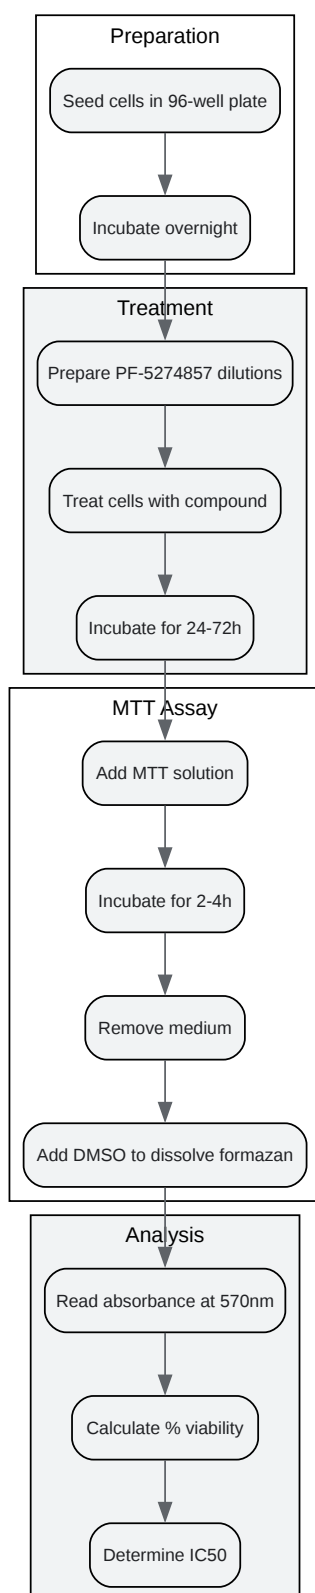 Preparation
Seed cells in 96-well plate
Incubate overnight
Treatment
Prepare PF-5274857 dilutions
Treat cells with compound
Incubate for 24-72h
MTT Assay
Add MTT solution
Incubate for 2-4h
Remove medium
Add DMSO to dissolve formazan
Analysis
Read absorbance at 570nm
Calculate % viability
Determine IC50